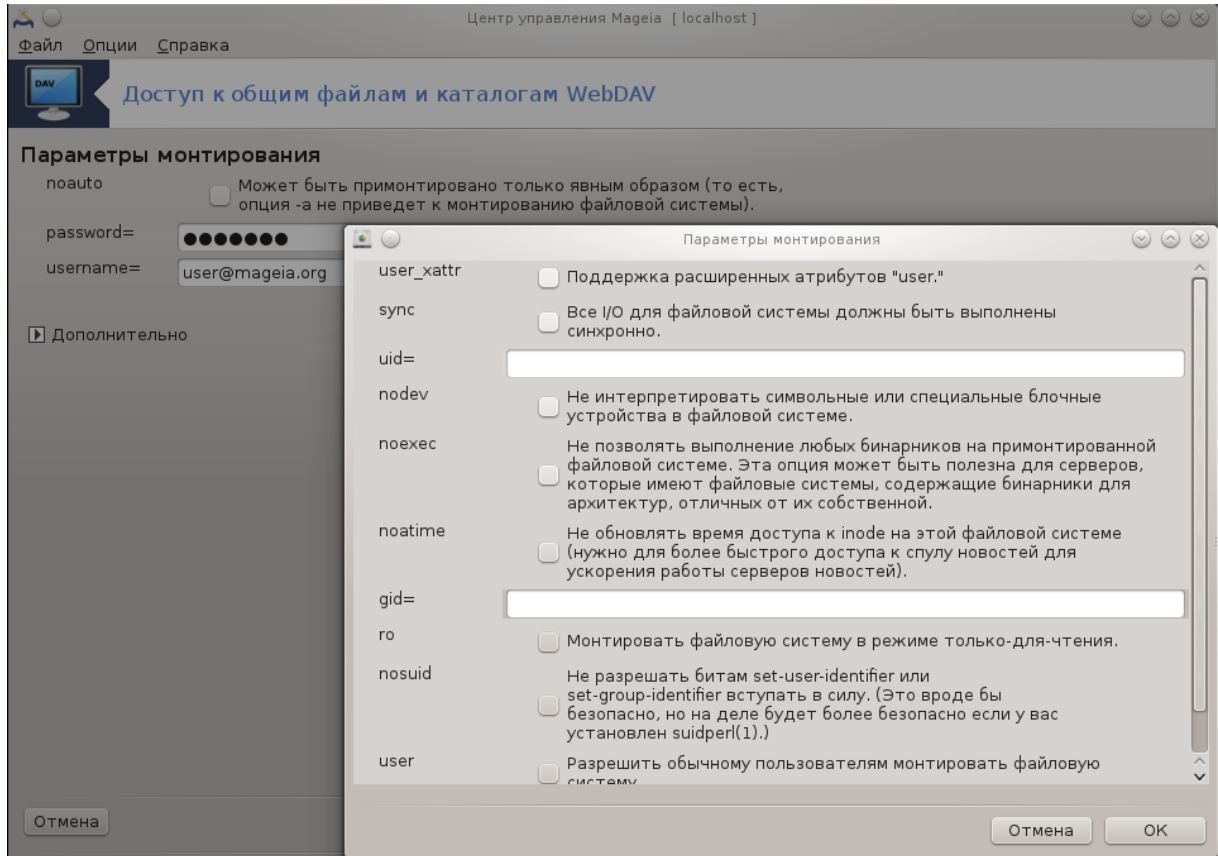 Центр управления Mageia [ localhost ]
Файл Опции Справка
DAV
Доступ к общим файлам и каталогам WebDAV
Параметры монтирования
noauto
Может быть примонтировано только явным образом (то есть,
опция -a не приведет к монтированию файловой системы).
password=
●●●●●●●
username=
user@mageia.org
Дополнительно
Отмена
Параметры монтирования
user_xattr
Поддержка расширенных атрибутов "user."
sync
Все I/O для файловой системы должны быть выполнены
синхронно.
uid=
nodev
Не интерпретировать символьные или специальные блочные
устройства в файловой системе.
noexec
Не позволять выполнение любых бинарников на примонтированной
файловой системе. Эта опция может быть полезна для серверов,
которые имеют файловые системы, содержащие бинарники для
архитектур, отличных от их собственной.
noatime
Не обновлять время доступа к inode на этой файловой системе
(нужно для более быстрого доступа к спулу новостей для
ускорения работы серверов новостей).
gid=
ro
Монтировать файловую систему в режиме только-для-чтения.
nosuid
Не разрешать битам set-user-identifier или
set-group-identifier вступать в силу. (Это вроде бы
безопасно, но на деле будет более безопасно если у вас
установлен suidperl(1).)
user
Разрешить обычному пользователям монтировать файловую
систему
Отмена
OK